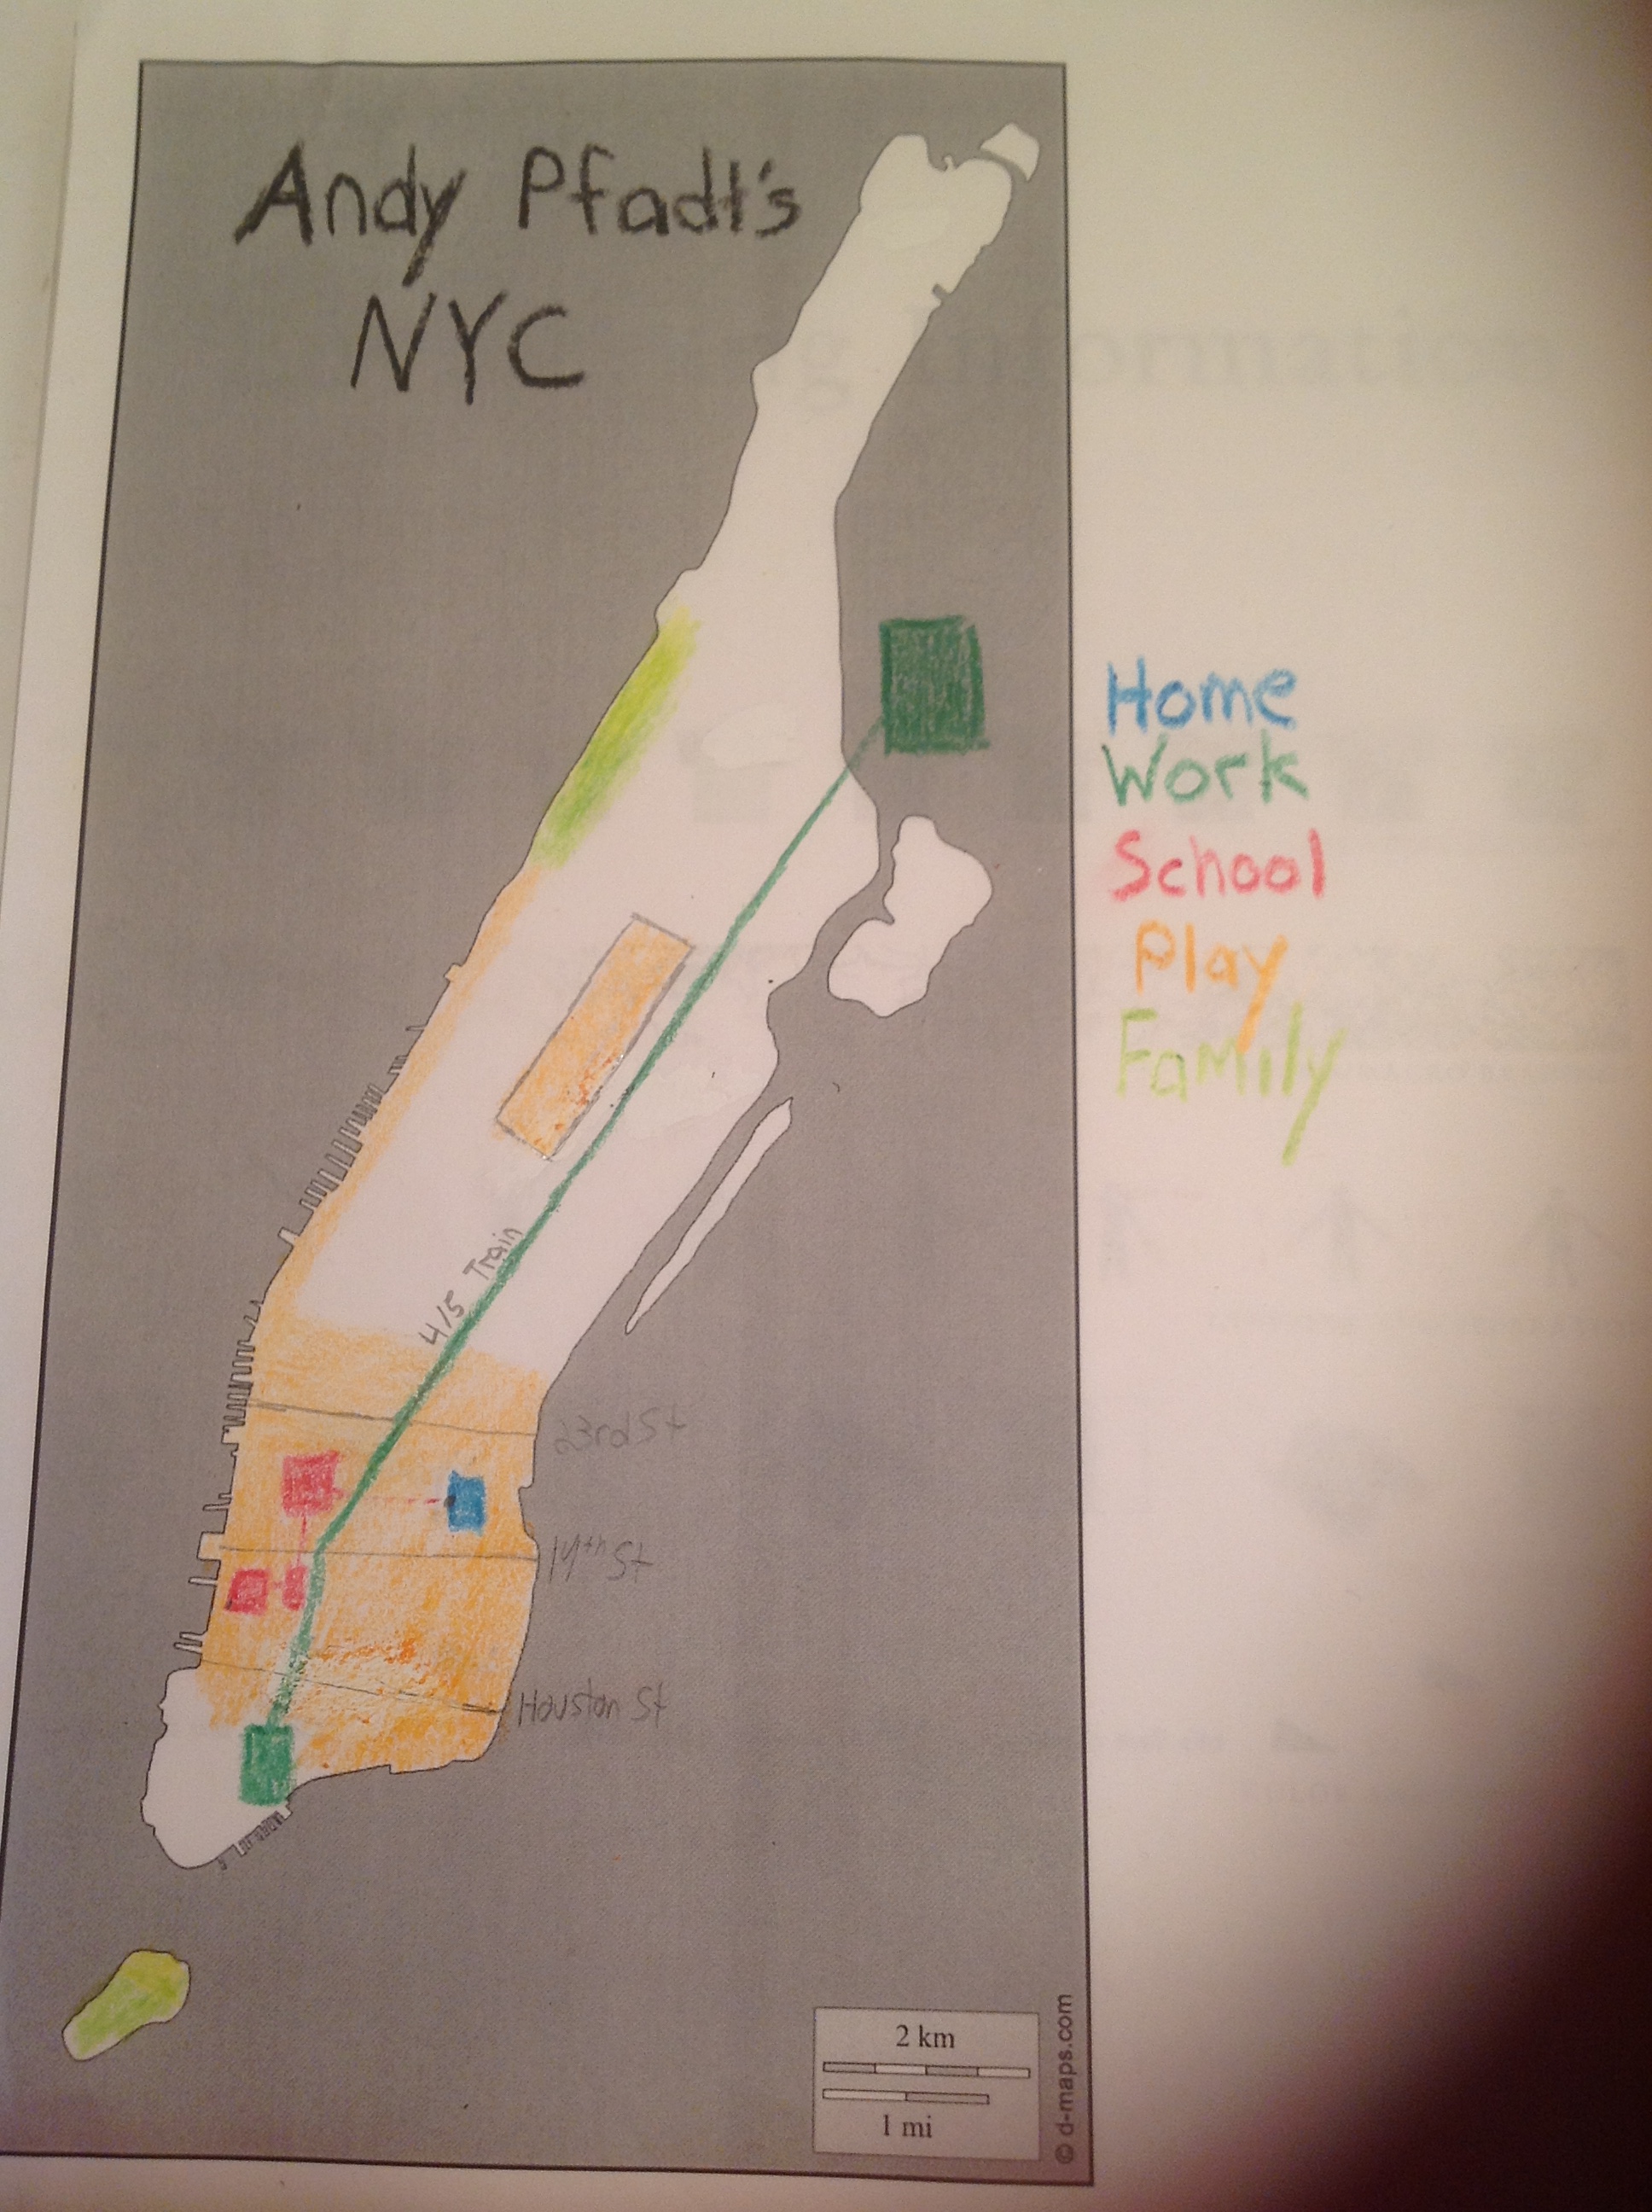 Andy Pfadt's
NYC
Home
Work
School
Play
Family
4/5 Train
23rd St
14th St
Houston St
2 km
1 mi
© d-maps.com